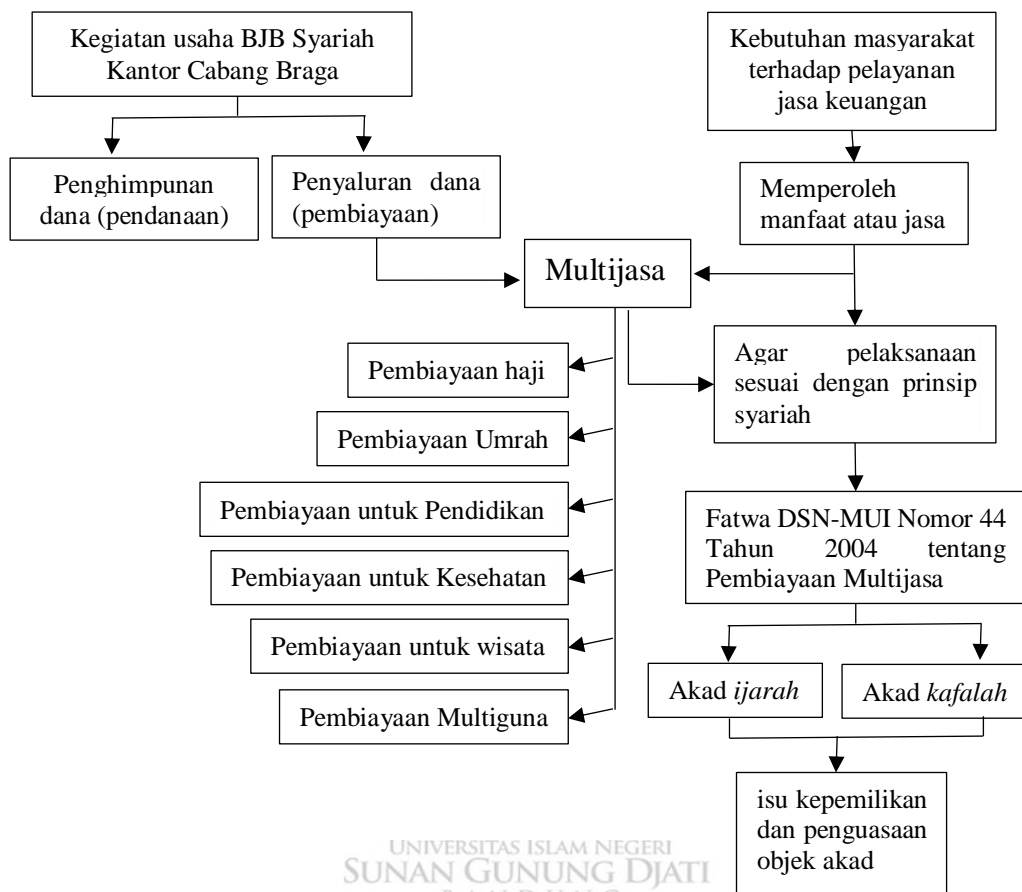 Kegiatan usaha BJB Syariah
Kantor Cabang Braga
Kebutuhan masyarakat
terhadap pelayanan
jasa keuangan
Penghimpunan
dana (pendanaan)
Penyaluran dana
(pembiayaan)
Memperoleh
manfaat atau jasa
Multijasa
Agar pelaksanaan
sesuai dengan prinsip
syariah
Pembiayaan haji
Pembiayaan Umrah
Pembiayaan untuk Pendidikan
Pembiayaan untuk Kesehatan
Pembiayaan untuk wisata
Pembiayaan Multiguna
Fatwa DSN-MUI Nomor 44
Tahun 2004 tentang
Pembiayaan Multijasa
Akad ijarah
Akad kafalah
isu kepemilikan
dan penguasaan
objek akad
UNIVERSITAS ISLAM NEGERI
SUNAN GUNUNG DJATI